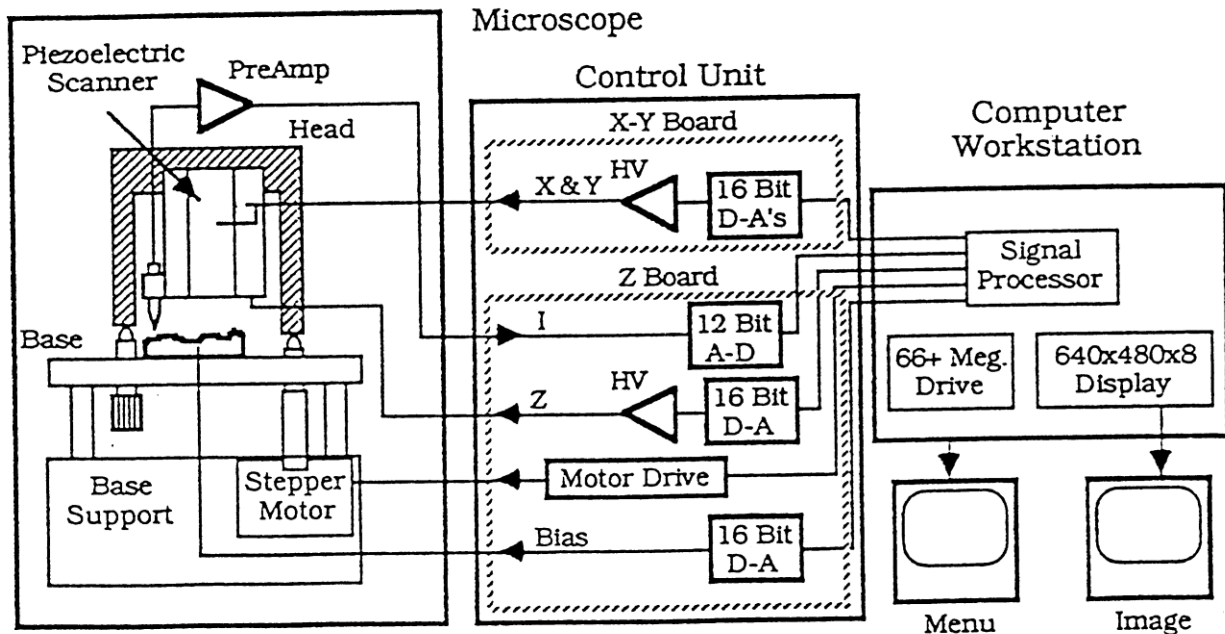 Microscope
Piezoelectric
Scanner
PreAmp
Head
Base
Base
Support
Stepper
Motor
Control Unit
X-Y Board
X & Y
HV
16 Bit
D-A's
Z Board
I
12 Bit
A-D
Z
HV
16 Bit
D-A
Motor Drive
Bias
16 Bit
D-A
Computer
Workstation
Signal
Processor
66+ Meg.
Drive
640x480x8
Display
Menu
Image